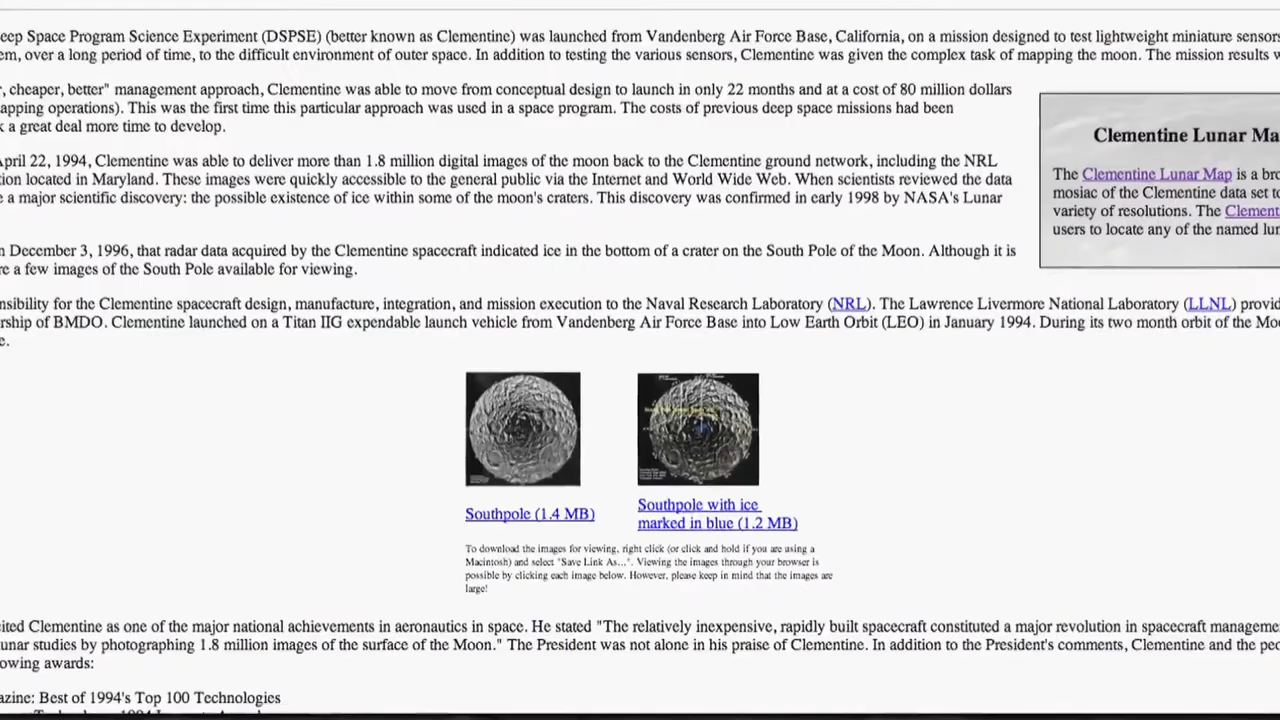 eep Space Program Science Experiment (DSPSE) (better known as Clementine) was launched from Vandenberg Air Force Base, California, on a mission designed to test lightweight miniature sensors
em, over a long period of time, to the difficult environment of outer space. In addition to testing the various sensors, Clementine was given the complex task of mapping the moon. The mission results w
, cheaper, better" management approach, Clementine was able to move from conceptual design to launch in only 22 months and at a cost of 80 million dollars
apping operations). This was the first time this particular approach was used in a space program. The costs of previous deep space missions had been
k a great deal more time to develop.
Clementine Lunar Ma
The Clementine Lunar Map is a bro
mosiac of the Clementine data set to
variety of resolutions. The Clement
users to locate any of the named lun
April 22, 1994, Clementine was able to deliver more than 1.8 million digital images of the moon back to the Clementine ground network, including the NRL
tion located in Maryland. These images were quickly accessible to the general public via the Internet and World Wide Web. When scientists reviewed the data
e a major scientific discovery: the possible existence of ice within some of the moon's craters. This discovery was confirmed in early 1998 by NASA's Lunar
n December 3, 1996, that radar data acquired by the Clementine spacecraft indicated ice in the bottom of a crater on the South Pole of the Moon. Although it is
re a few images of the South Pole available for viewing.
nsibility for the Clementine spacecraft design, manufacture, integration, and mission execution to the Naval Research Laboratory (NRL). The Lawrence Livermore National Laboratory (LLNL) provid
rship of BMDO. Clementine launched on a Titan IIG expendable launch vehicle from Vandenberg Air Force Base into Low Earth Orbit (LEO) in January 1994. During its two month orbit of the Moo
e.
Southpole (1.4 MB)
Southpole with ice
marked in blue (1.2 MB)
To download the images for viewing, right click (or click and hold if you are using a
Macintosh) and select "Save Link As...". Viewing the images through your browser is
possible by clicking each image below. However, please keep in mind that the images are
large!
cited Clementine as one of the major national achievements in aeronautics in space. He stated "The relatively inexpensive, rapidly built spacecraft constituted a major revolution in spacecraft manageme
unar studies by photographing 1.8 million images of the surface of the Moon." The President was not alone in his praise of Clementine. In addition to the President's comments, Clementine and the peo
owing awards:
azine: Best of 1994's Top 100 Technologies